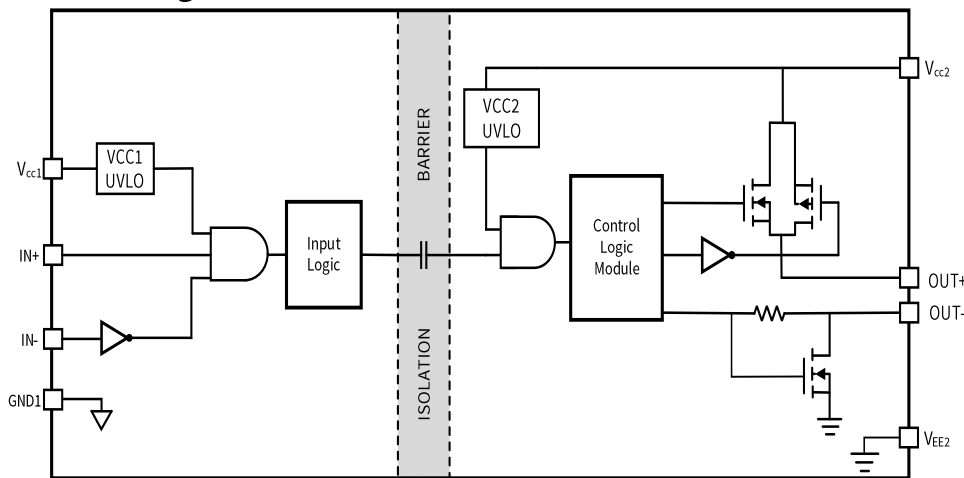 Vcc1
VCC1
UVLO
IN+
IN-
GND1
Input
Logic
BARRIER
ISOLATION
VCC2
UVLO
Control
Logic
Module
Vcc2
OUT+
OUT-
VEE2